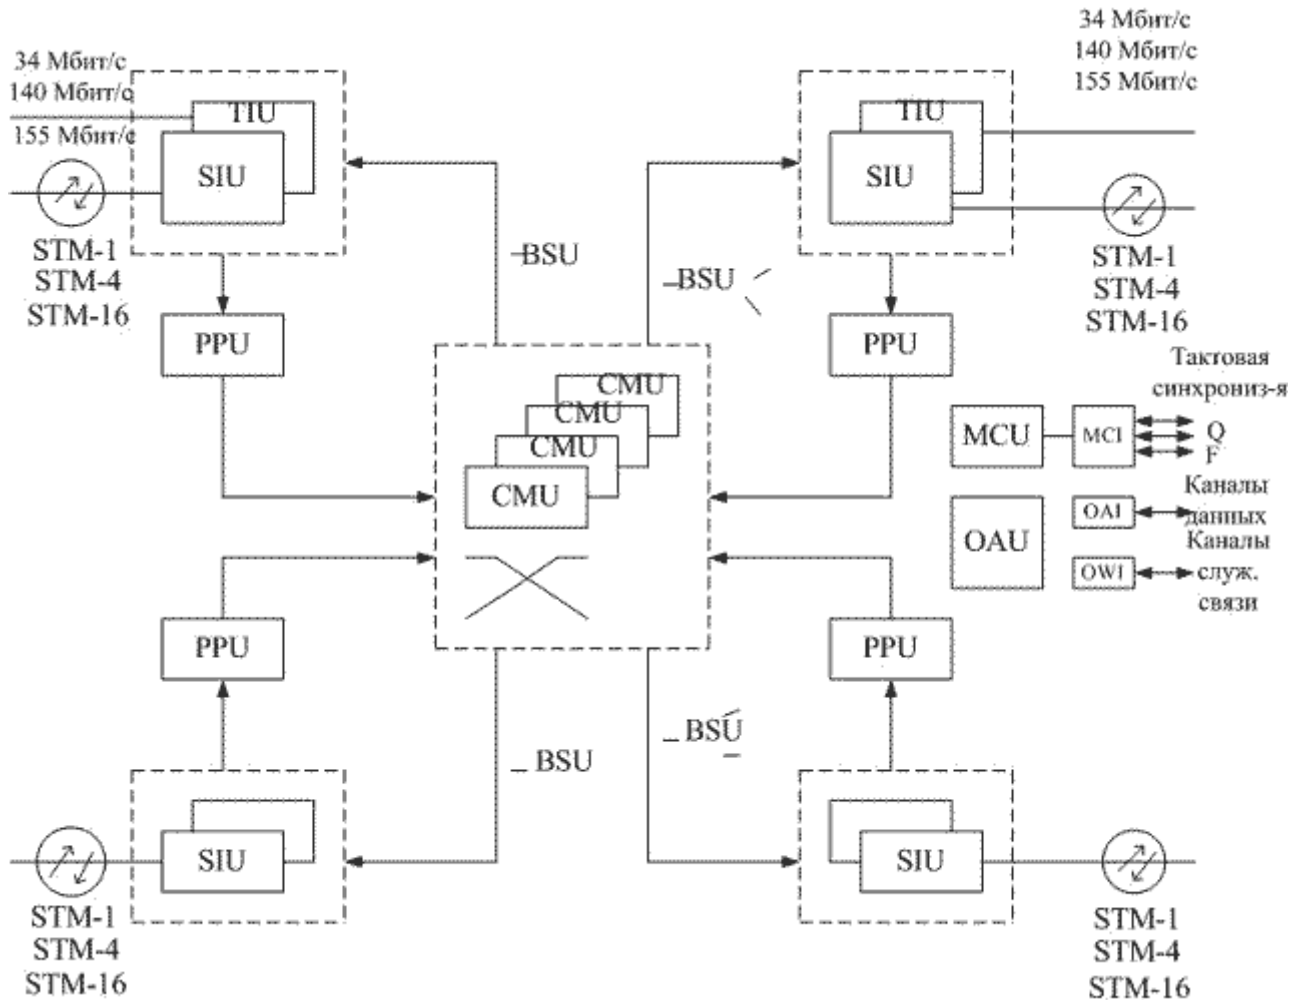 34 Мбит/с
140 Мбит/с
155 Мбит/с
TIU
SIU
STM-1
STM-4
STM-16
34 Мбит/с
140 Мбит/с
155 Мбит/с
TIU
SIU
STM-1
STM-4
STM-16
BSU
BSU
PPU
PPU
CMU
CMU
CMU
CMU
Тактовая
синхрониз-я
MCU
MCI
Q
F
OAU
OAI
Каналы
данных
OWI
Каналы
служ.
связи
PPU
PPU
BSU
BSU
SIU
STM-1
STM-4
STM-16
SIU
STM-1
STM-4
STM-16